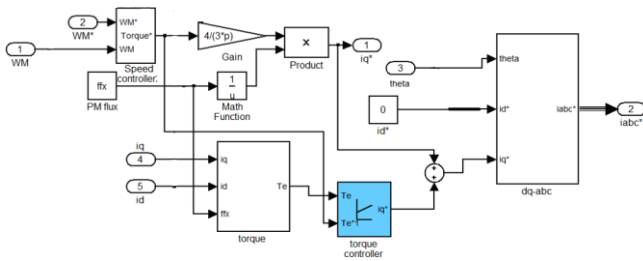 2
WM*
1
WM
WM*
Torque*
WM
Speed
controller:
4/(3*p)
Gain
x
Product
1
iq*
ffx
PM flux
1
u
Math
Function
3
theta
0
id*
theta
id*
iq*
iabc*
dq-abc
2
iabc*
iq
4
5
id
iq
id
ffx
Te
torque
Te
Te*
iq*
torque
controller
+
+